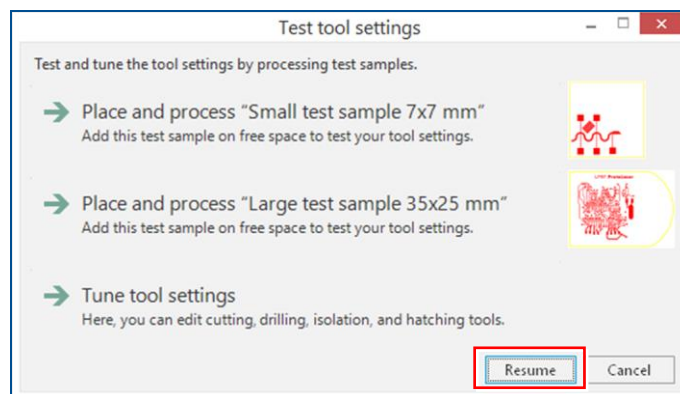 Test tool settings
Test and tune the tool settings by processing test samples.
Place and process “Small test sample 7x7 mm”
Add this test sample on free space to test your tool settings.
Place and process “Large test sample 35x25 mm”
Add this test sample on free space to test your tool settings.
Tune tool settings
Here, you can edit cutting, drilling, isolation, and hatching tools.
Resume
Cancel